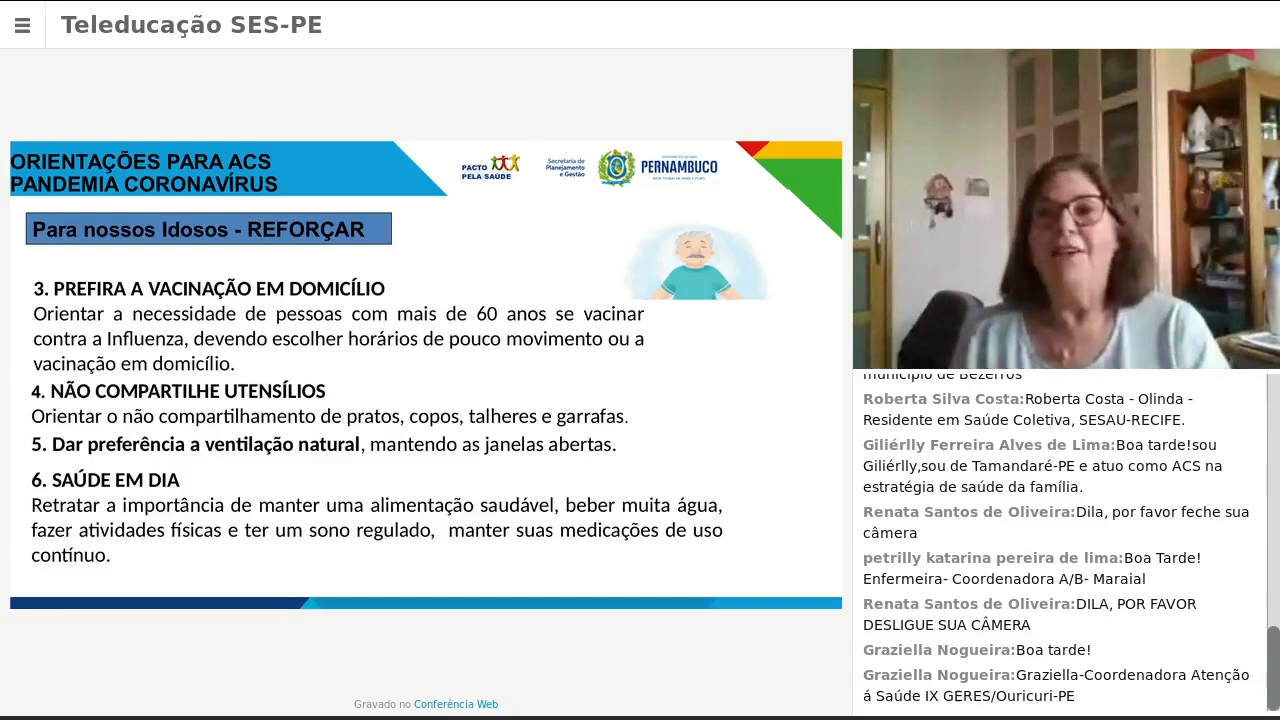 Teleducação SES-PE
ORIENTAÇÕES PARA ACS
PANDEMIA CORONAVÍRUS
PACTO
PELA SAÚDE
Secretaria de
Planejamento
e Gestão
PERNAMBUCO
Para nossos Idosos - REFORÇAR
3. PREFIRA A VACINAÇÃO EM DOMICÍLIO
Orientar a necessidade de pessoas com mais de 60 anos se vacinar
contra a Influenza, devendo escolher horários de pouco movimento ou a
vacinação em domicílio.
4. NÃO COMPARTILHE UTENSÍLIOS
Orientar o não compartilhamento de pratos, copos, talheres e garrafas.
5. Dar preferência a ventilação natural, mantendo as janelas abertas.
6. SAÚDE EM DIA
Retratar a importância de manter uma alimentação saudável, beber muita água,
fazer atividades físicas e ter um sono regulado,  manter suas medicações de uso
contínuo.
Gravado no Conferência Web
município de Bezerros
Roberta Silva Costa:Roberta Costa - Olinda -
Residente em Saúde Coletiva, SESAU-RECIFE.
Giliérlly Ferreira Alves de Lima:Boa tarde!sou
Giliérlly,sou de Tamandaré-PE e atuo como ACS na
estratégia de saúde da família.
Renata Santos de Oliveira:Dila, por favor feche sua
câmera
petrilly katarina pereira de lima:Boa Tarde!
Enfermeira- Coordenadora A/B- Maraial
Renata Santos de Oliveira:DILA, POR FAVOR
DESLIGUE SUA CÂMERA
Graziella Nogueira:Boa tarde!
Graziella Nogueira:Graziella-Coordenadora Atenção
á Saúde IX GERES/Ouricuri-PE